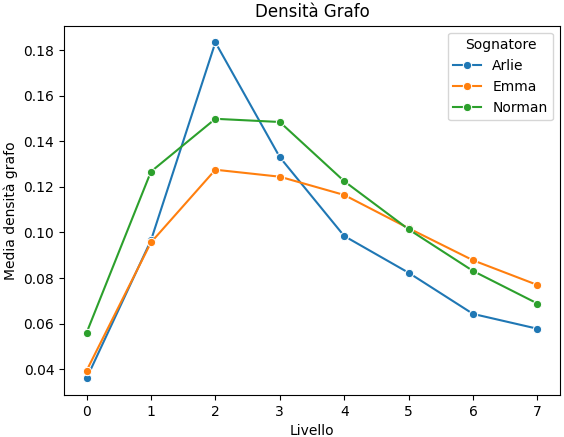 Densità Grafo
Sognatore
Arlie
Emma
Norman
0.18
0.16
0.14
0.12
0.10
0.08
0.06
0.04
Media densità grafo
0 1 2 3 4 5 6 7
Livello